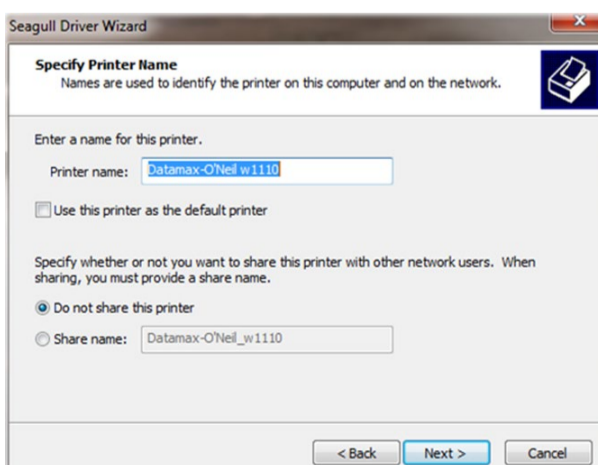 Seagull Driver Wizard
Specify Printer Name
Names are used to identify the printer on this computer and on the network.
Enter a name for this printer.
Printer name: Datamax-O'Neil w1110
Use this printer as the default printer
Specify whether or not you want to share this printer with other network users. When
sharing, you must provide a share name.
Do not share this printer
Share name: Datamax-O'Neil_w1110
< Back Next > Cancel